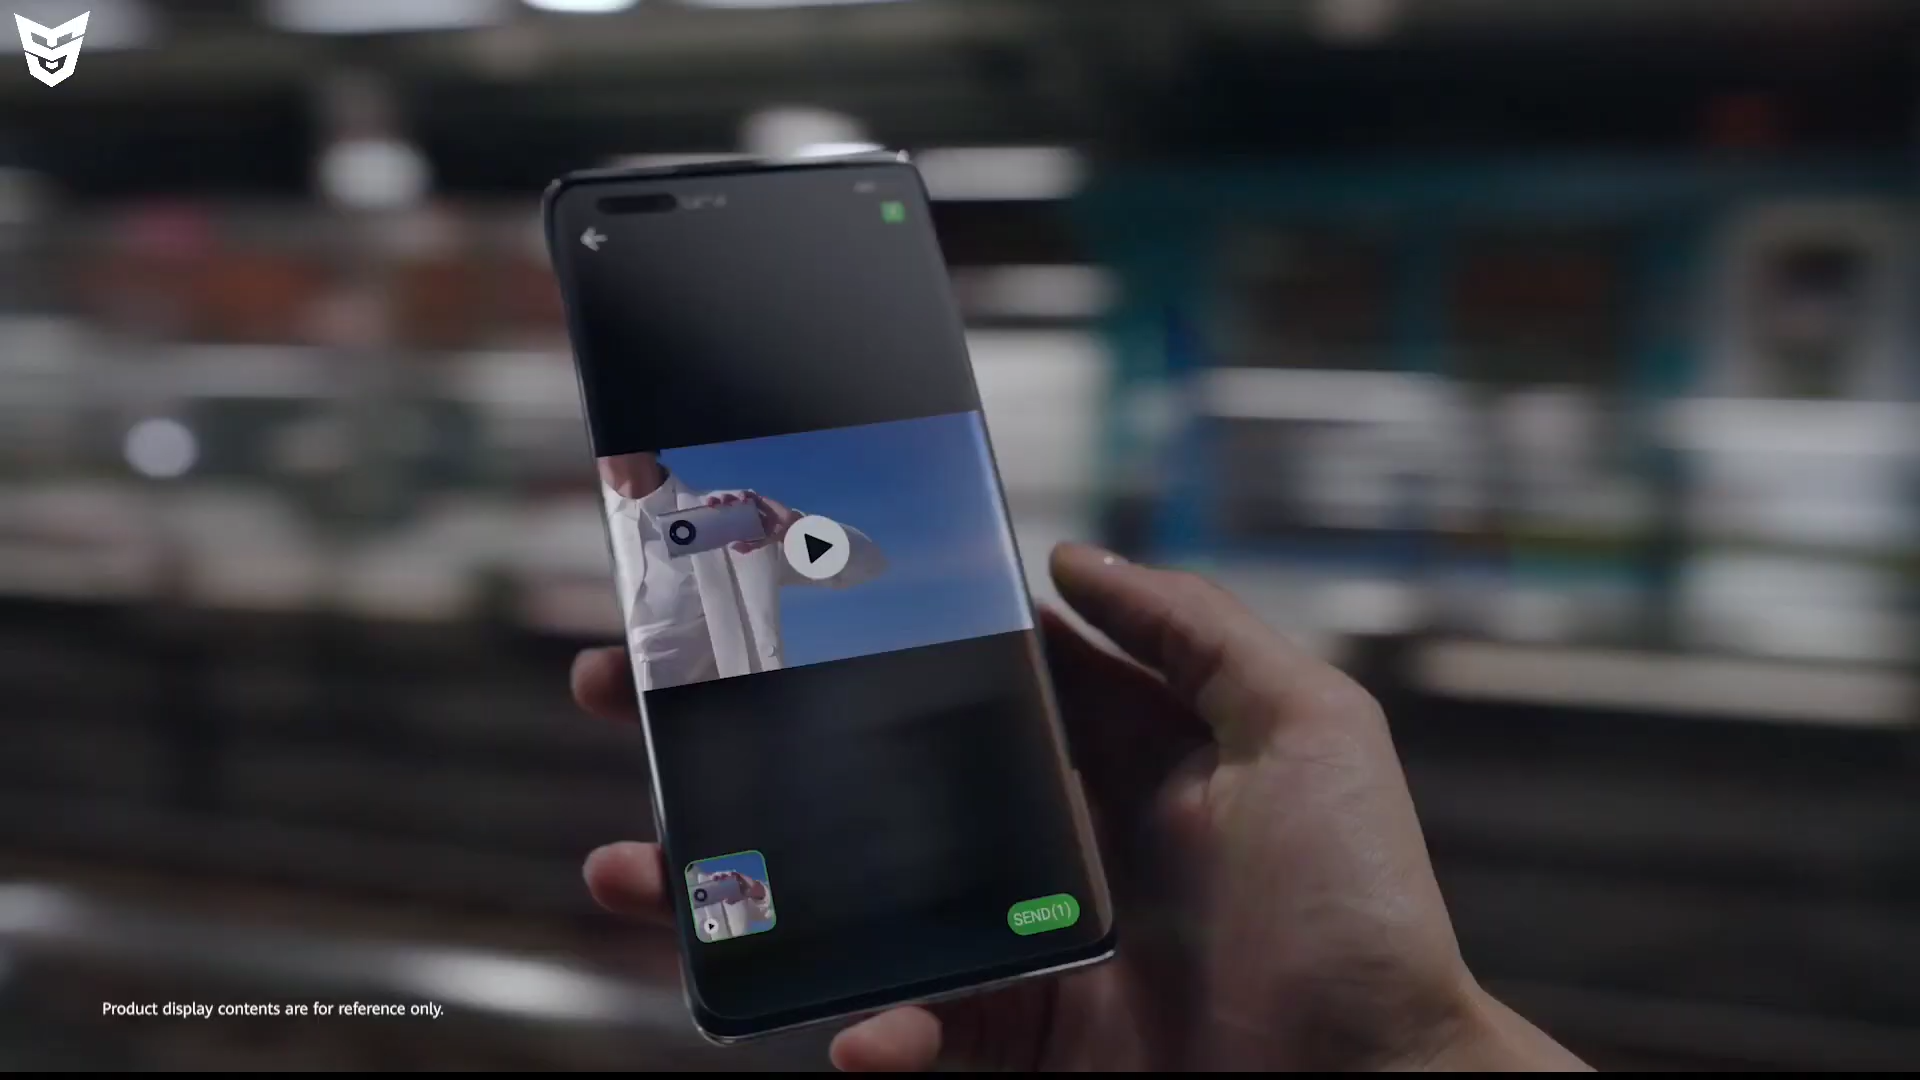 SEND(1)
Product display contents are for reference only.